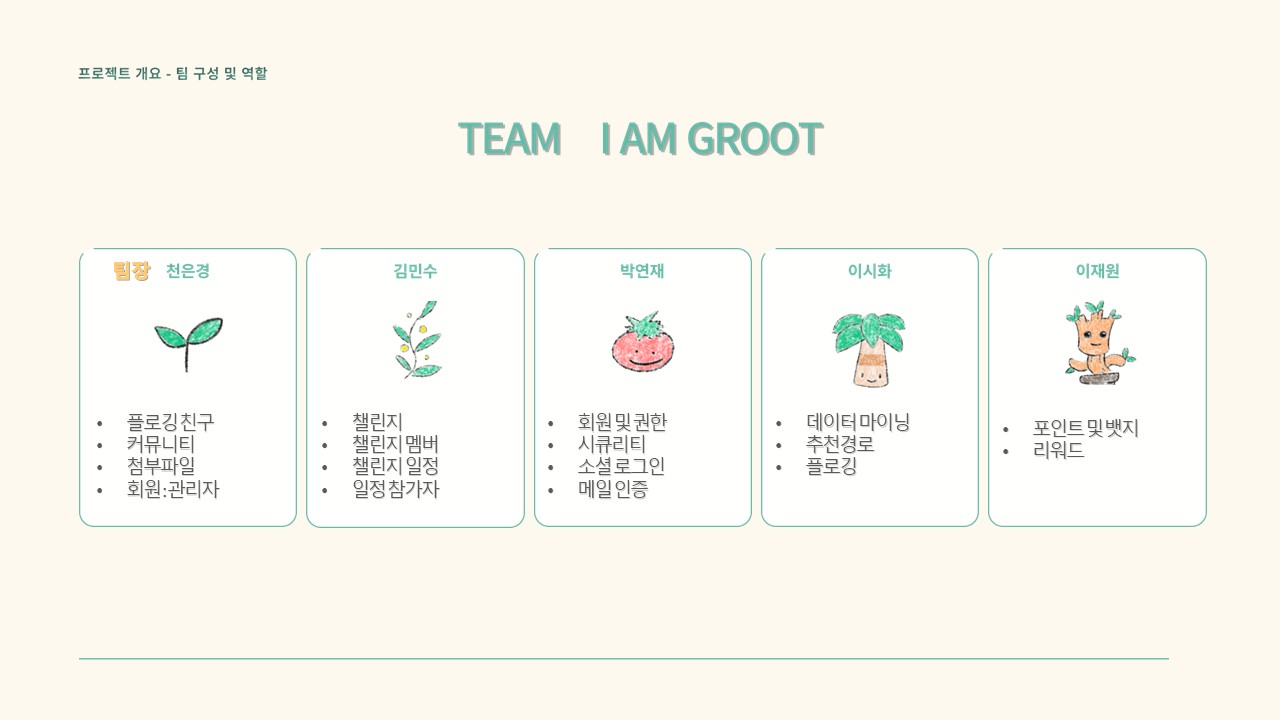 프로젝트 개요 - 팀 구성 및 역할
TEAM I AM GROOT
팀장 천은경
• 플로깅친구
• 커뮤니티
• 첨부파일
• 회원:관리자
김민수
• 챌린지
• 챌린지 멤버
• 챌린지 일정
• 일정참가자
박연재
• 회원 및 권한
• 시큐리티
• 소셜로그인
• 메일인증
이시화
• 데이터마이닝
• 추천경로
• 플로깅
이재원
• 포인트 및 뱃지
• 리워드